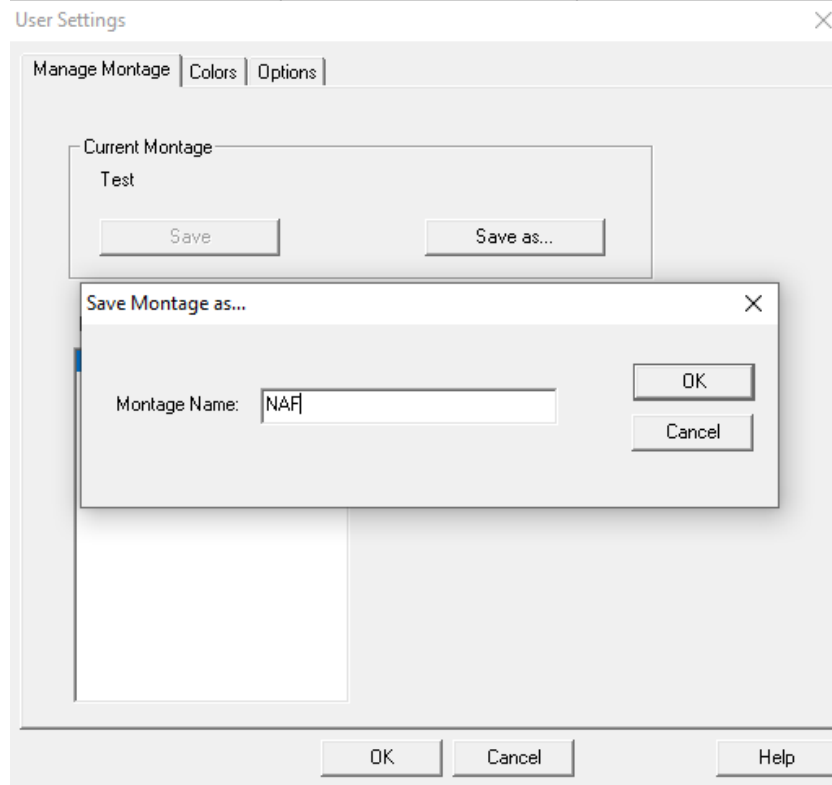 User Settings
Manage Montage
Colors
Options
Current Montage
Test
Save
Save as...
Save Montage as...
Montage Name:
NAF
OK
Cancel
OK
Cancel
Help